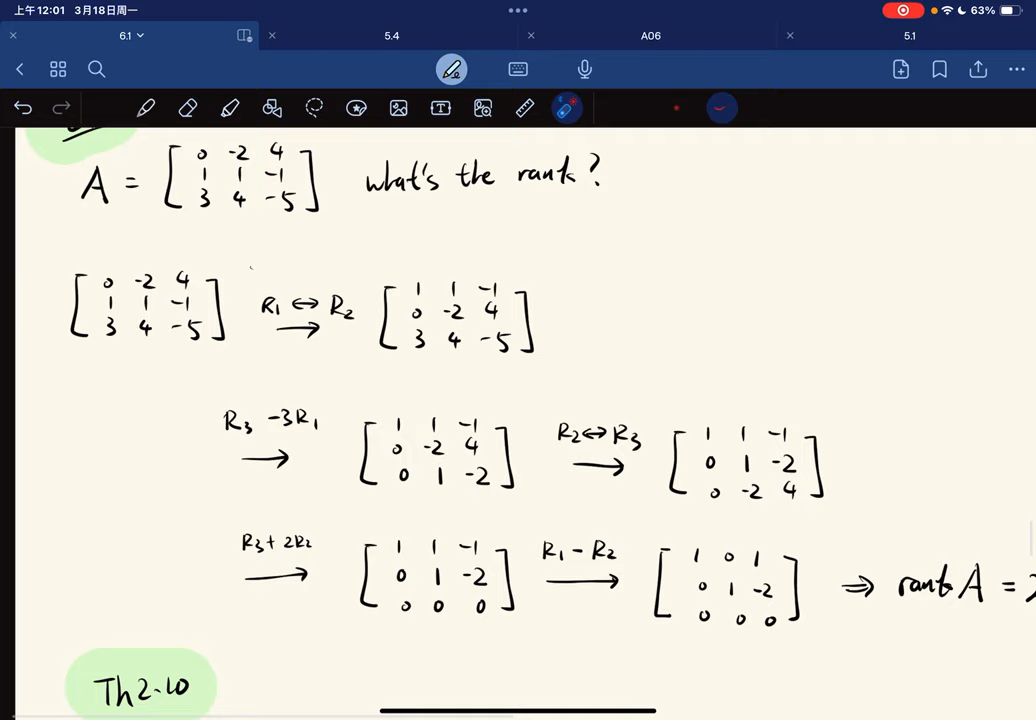 上午12:01 3月18日周一 63%
6.1 5.4 A06 5.1
A = [ 0 -2 4 what's the rank?
1 1 -1
3 4 -5 ]
[ 0 -2 4
1 1 -1
3 4 -5 ]
R1 ↔ R2 →
[ 1 1 -1
0 -2 4
3 4 -5 ]
R3 -3R1 →
[ 1 1 -1
0 -2 4
0 1 -2 ]
R2↔R3 →
[ 1 1 -1
0 1 -2
0 -2 4 ]
R3+2R2 →
[ 1 1 -1
0 1 -2
0 0 0 ]
R1 - R2 →
[ 1 0 1
0 1 -2
0 0 0 ]
⇒ rank A =
Th2.10